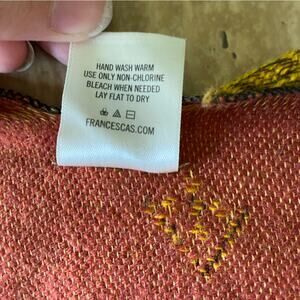 HAND WASH WARM
USE ONLY NON-CHLORINE
BLEACH WHEN NEEDED
LAY FLAT TO DRY
FRANCESCAS.COM